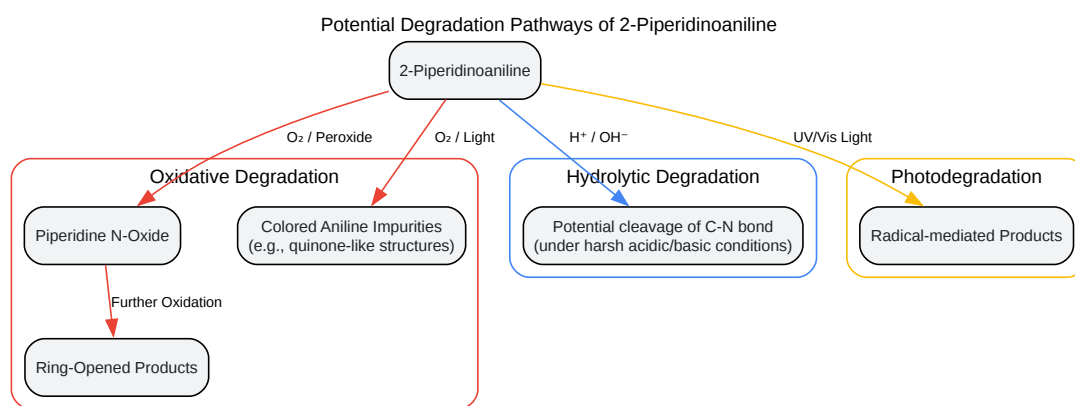 Potential Degradation Pathways of 2-Piperidinoaniline
2-Piperidinoaniline
O₂ / Peroxide
O₂ / Light
H⁺ / OH⁻
UV/Vis Light
Oxidative Degradation
Hydrolytic Degradation
Photodegradation
Piperidine N-Oxide
Colored Aniline Impurities
(e.g., quinone-like structures)
Potential cleavage of C-N bond
(under harsh acidic/basic conditions)
Radical-mediated Products
Further Oxidation
Ring-Opened Products